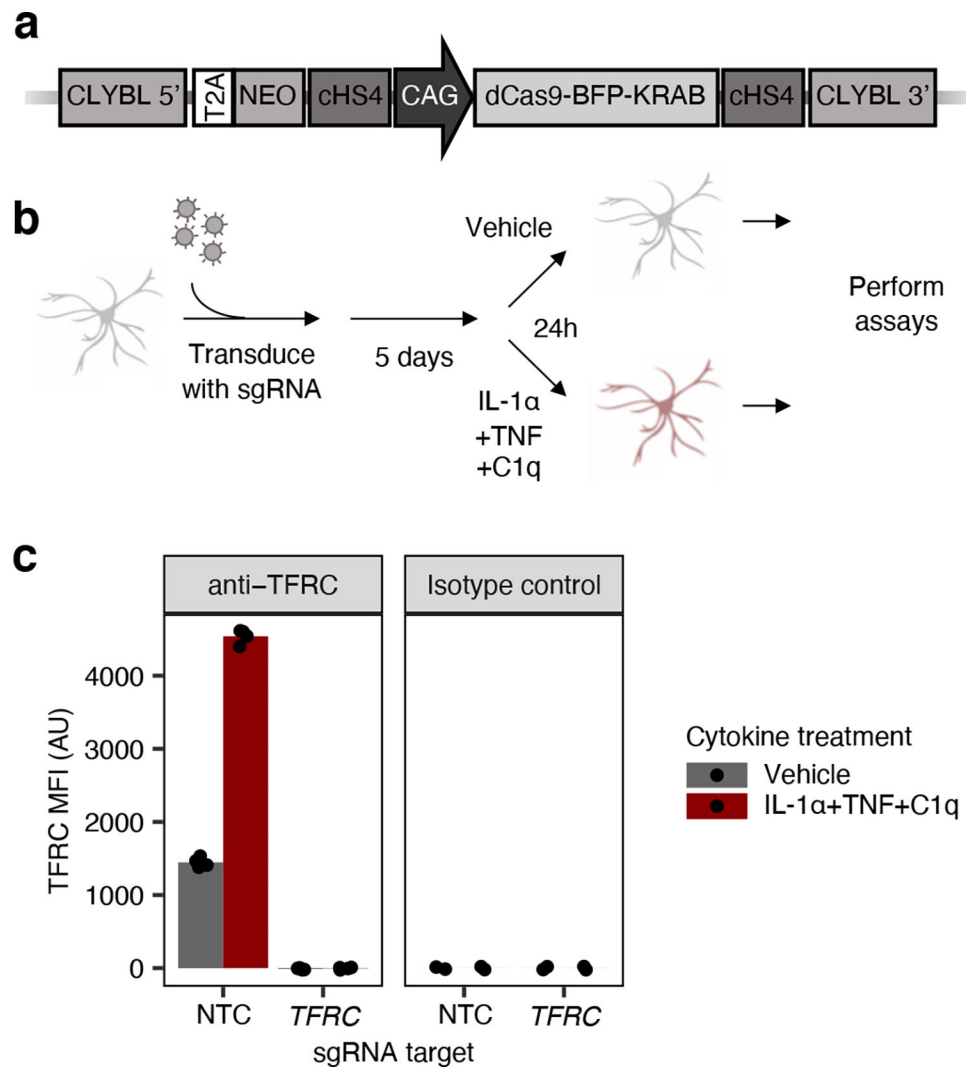 a
CLYBL 5’ T2A NEO cHS4 CAG dCas9-BFP-KRAB cHS4 CLYBL 3’
b
Transduce
with sgRNA
5 days
Vehicle
24h
IL-1α
+TNF
+C1q
Perform
assays
c
anti–TFRC
Isotype control
TFRC MFI (AU)
4000
3000
2000
1000
0
NTC TFRC NTC TFRC
sgRNA target
Cytokine treatment
Vehicle
IL-1α+TNF+C1q